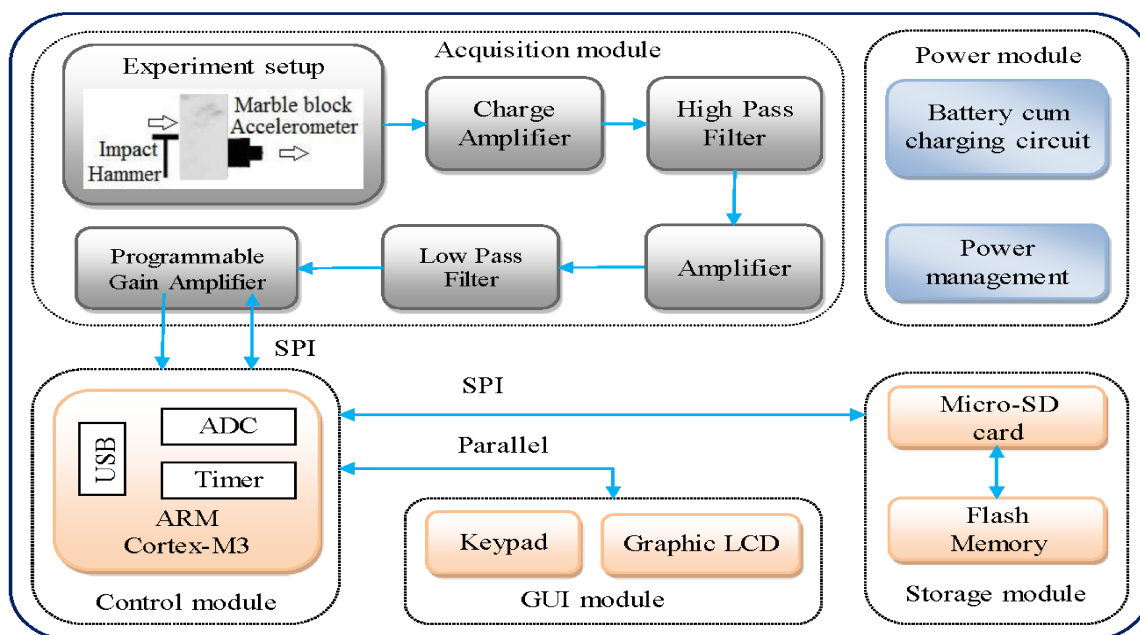 Acquisition module
Experiment setup
Marble block
Accelerometer
Impact
Hammer
Charge
Amplifier
High Pass
Filter
Programmable
Gain Amplifier
Low Pass
Filter
Amplifier
Power module
Battery cum
charging circuit
Power
management
SPI
SPI
Parallel
USB
ADC
Timer
ARM
Cortex-M3
Control module
Keypad
Graphic LCD
GUI module
Micro-SD
card
Flash
Memory
Storage module